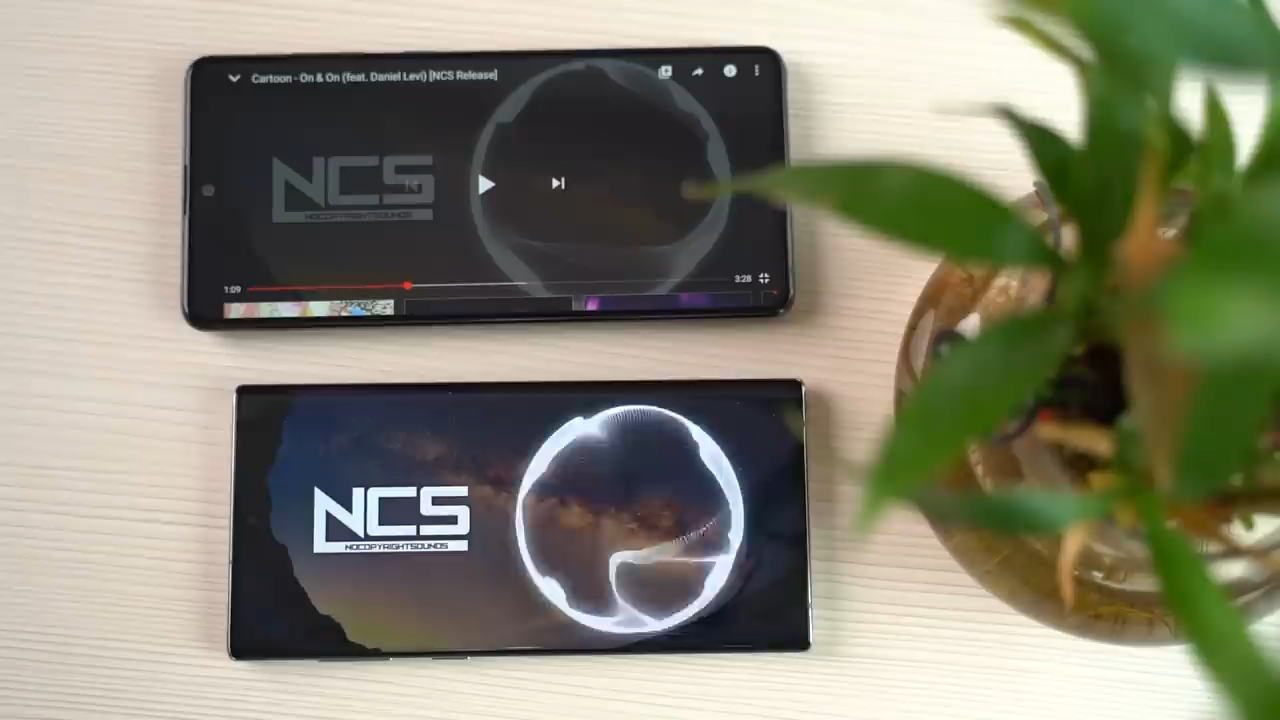 Cartoon - On & On (feat. Daniel Levi) [NCS Release]
NCS
NOCOPYRIGHTSOUNDS
1:09
3:28
NCS
NOCOPYRIGHTSOUNDS